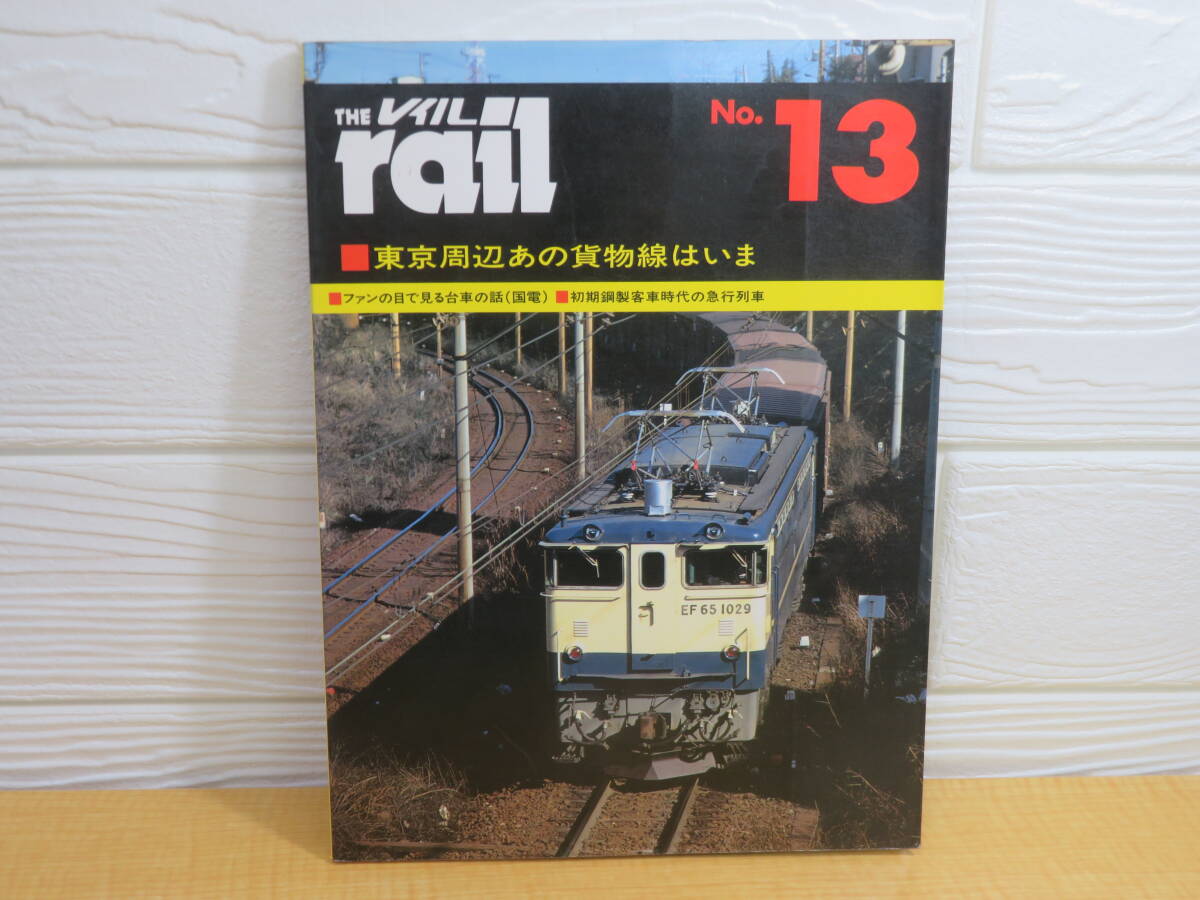 THE レイル
rail
No. 13
■東京周辺あの貨物線はいま
■ファンの目で見る台車の話(国電) ■初期鋼製客車時代の急行列車
EF65 1029